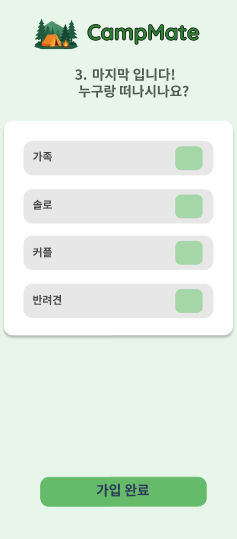 CampMate
3. 마지막 입니다!
누구랑 떠나시나요?
가족
솔로
커플
반려견
가입 완료